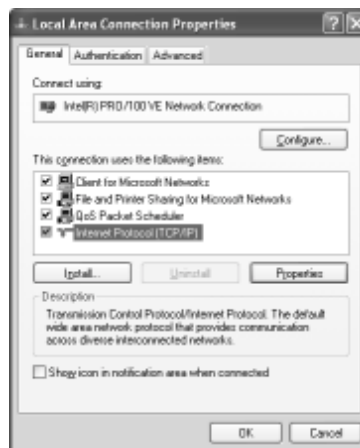 Local Area Connection Properties
General Authentication Advanced
Connect using:
Intel(R) PRO/100 VE Network Connection
Configure...
This connection uses the following items:
Client for Microsoft Networks
File and Printer Sharing for Microsoft Networks
QoS Packet Scheduler
Internet Protocol (TCP/IP)
Install... Uninstall Properties
Description
Transmission Control Protocol/Internet Protocol. The default
wide area network protocol that provides communication
across diverse interconnected networks.
Show icon in notification area when connected
OK Cancel